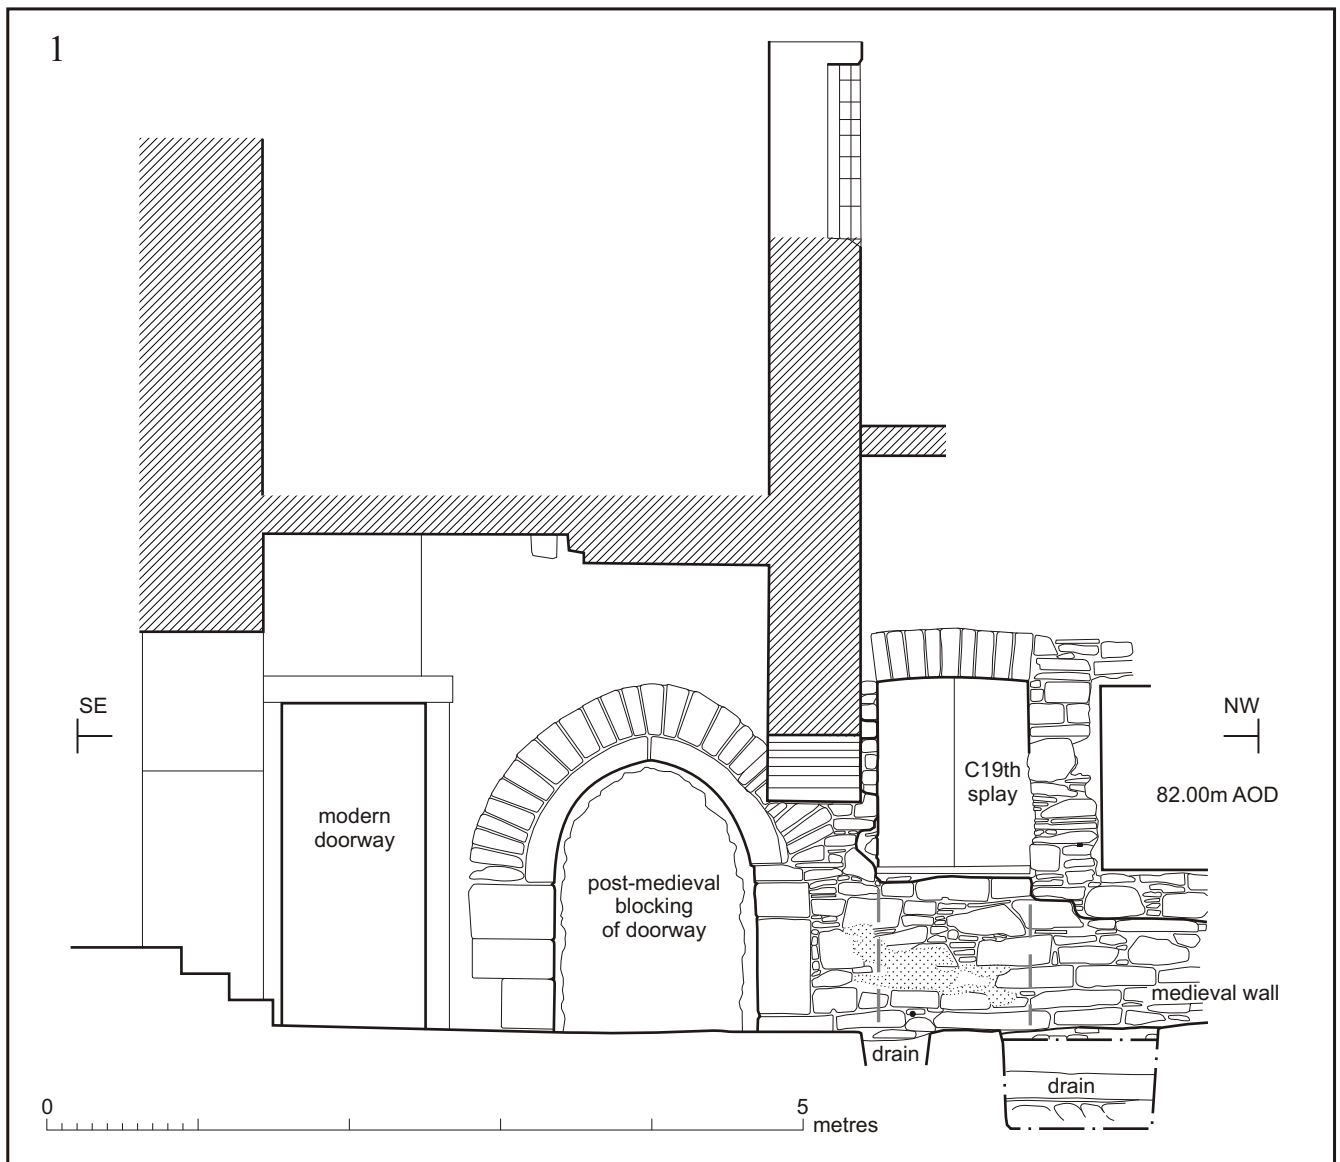 1
SE
NW
C19th
splay
82.00m AOD
modern
doorway
post-medieval
blocking
of doorway
medieval wall
drain
drain
0
5
metres